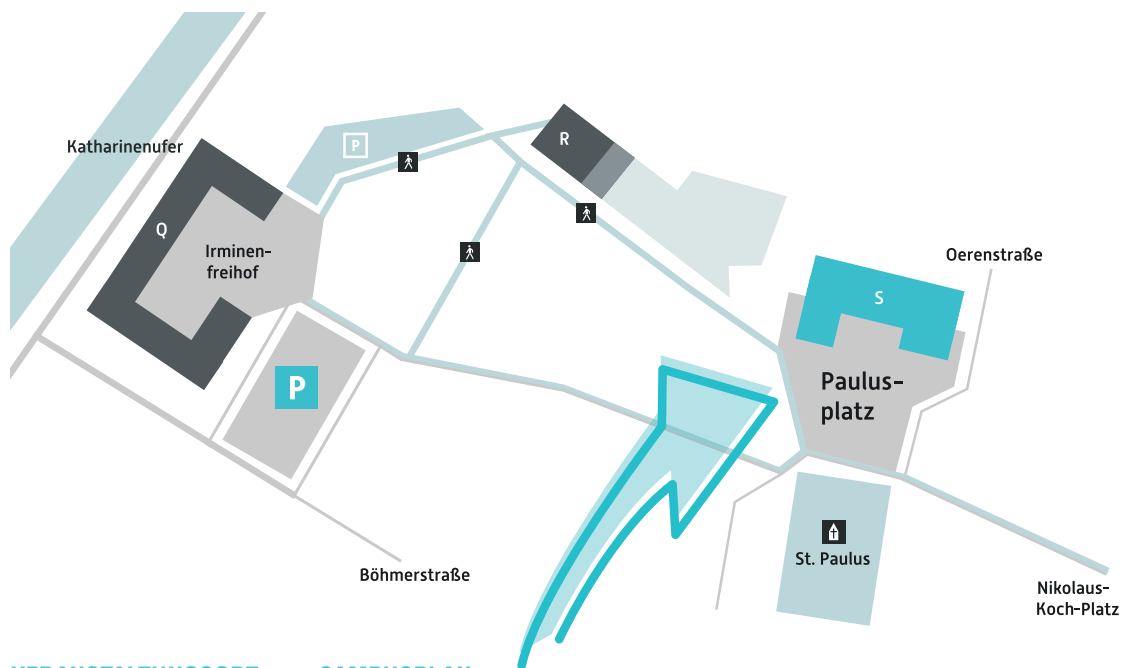 Katharinenufer
P
R
Q
Irminen-
freihof
Oerenstraße
S
P
Paulus-
platz
St. Paulus
Böhmerstraße
Nikolaus-
Koch-Platz